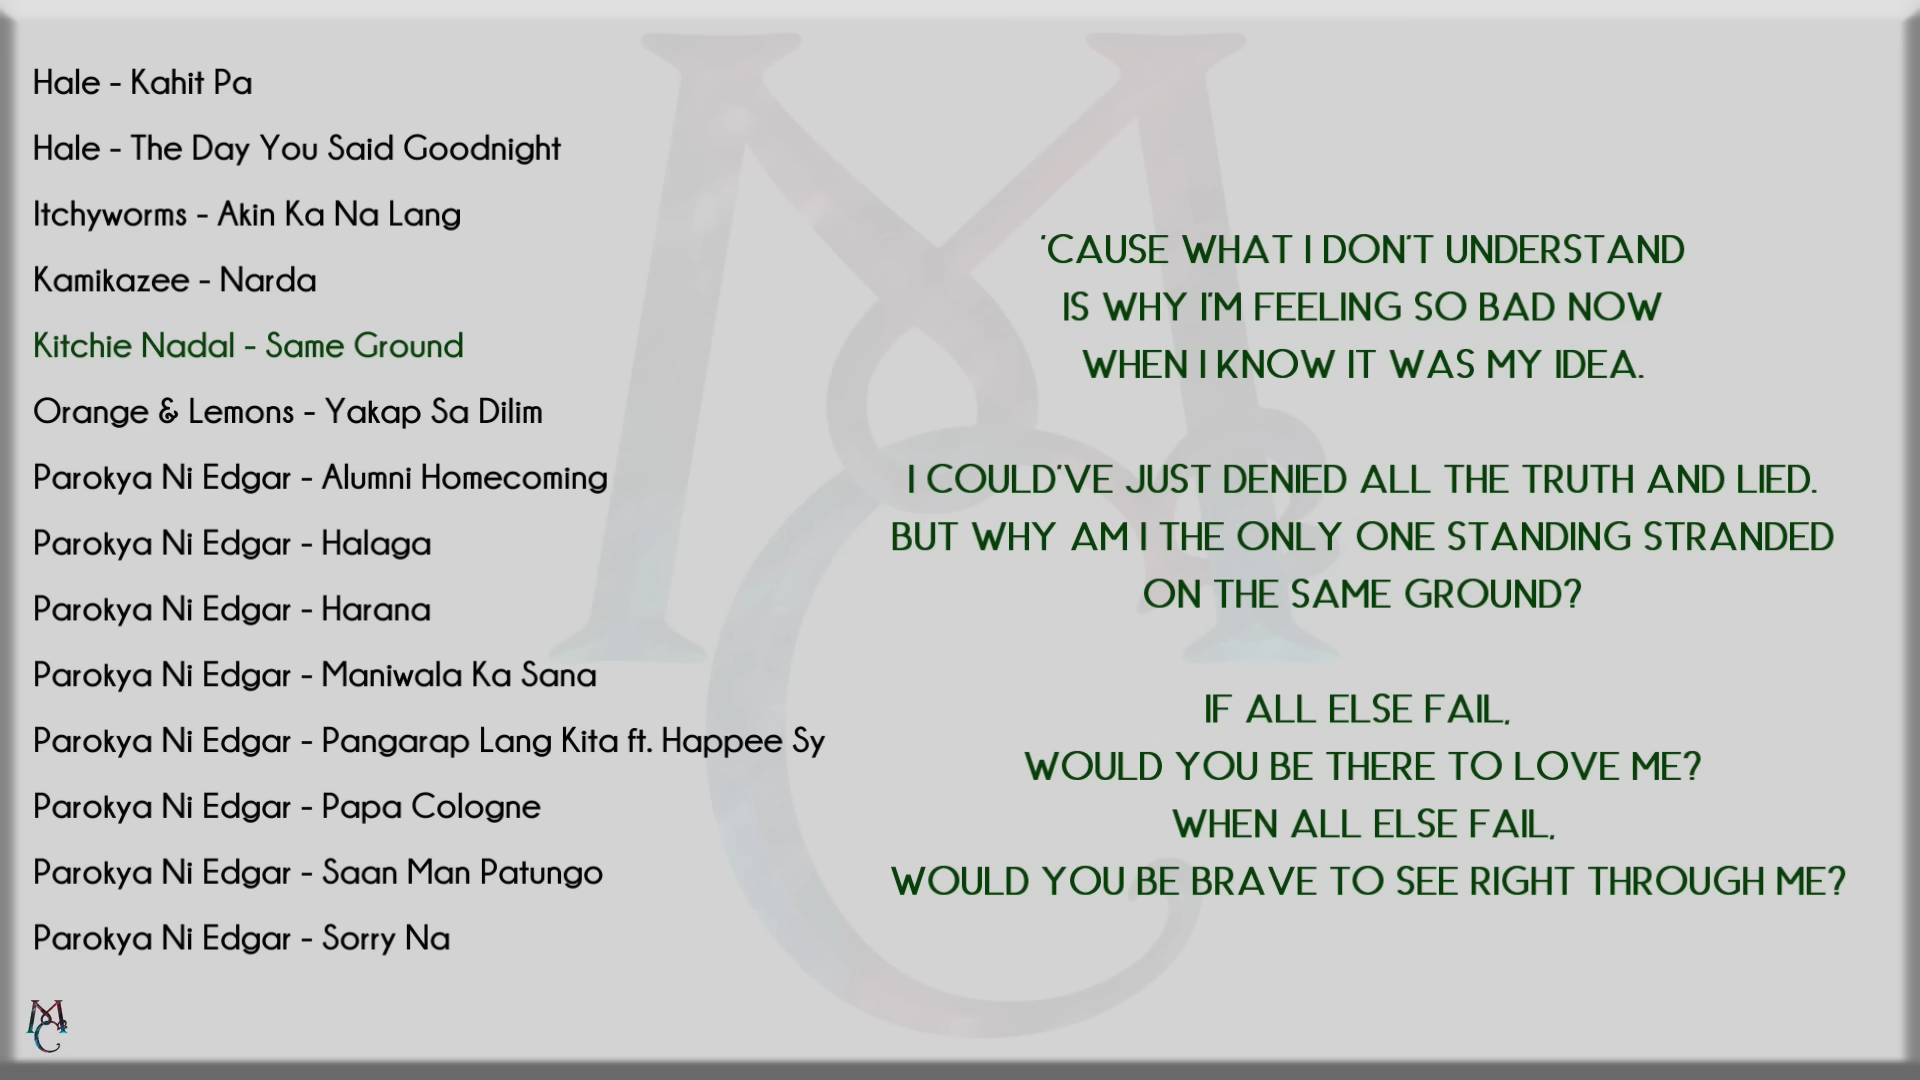 Hale - Kahit Pa
Hale - The Day You Said Goodnight
Itchyworms - Akin Ka Na Lang
Kamikazee - Narda
Kitchie Nadal - Same Ground
Orange & Lemons - Yakap Sa Dilim
Parokya Ni Edgar - Alumni Homecoming
Parokya Ni Edgar - Halaga
Parokya Ni Edgar - Harana
Parokya Ni Edgar - Maniwala Ka Sana
Parokya Ni Edgar - Pangarap Lang Kita ft. Happee Sy
Parokya Ni Edgar - Papa Cologne
Parokya Ni Edgar - Saan Man Patungo
Parokya Ni Edgar - Sorry Na
'CAUSE WHAT I DON'T UNDERSTAND
IS WHY I'M FEELING SO BAD NOW
WHEN I KNOW IT WAS MY IDEA.
I COULD'VE JUST DENIED ALL THE TRUTH AND LIED.
BUT WHY AM I THE ONLY ONE STANDING STRANDED
ON THE SAME GROUND?
IF ALL ELSE FAIL,
WOULD YOU BE THERE TO LOVE ME?
WHEN ALL ELSE FAIL,
WOULD YOU BE BRAVE TO SEE RIGHT THROUGH ME?
MC